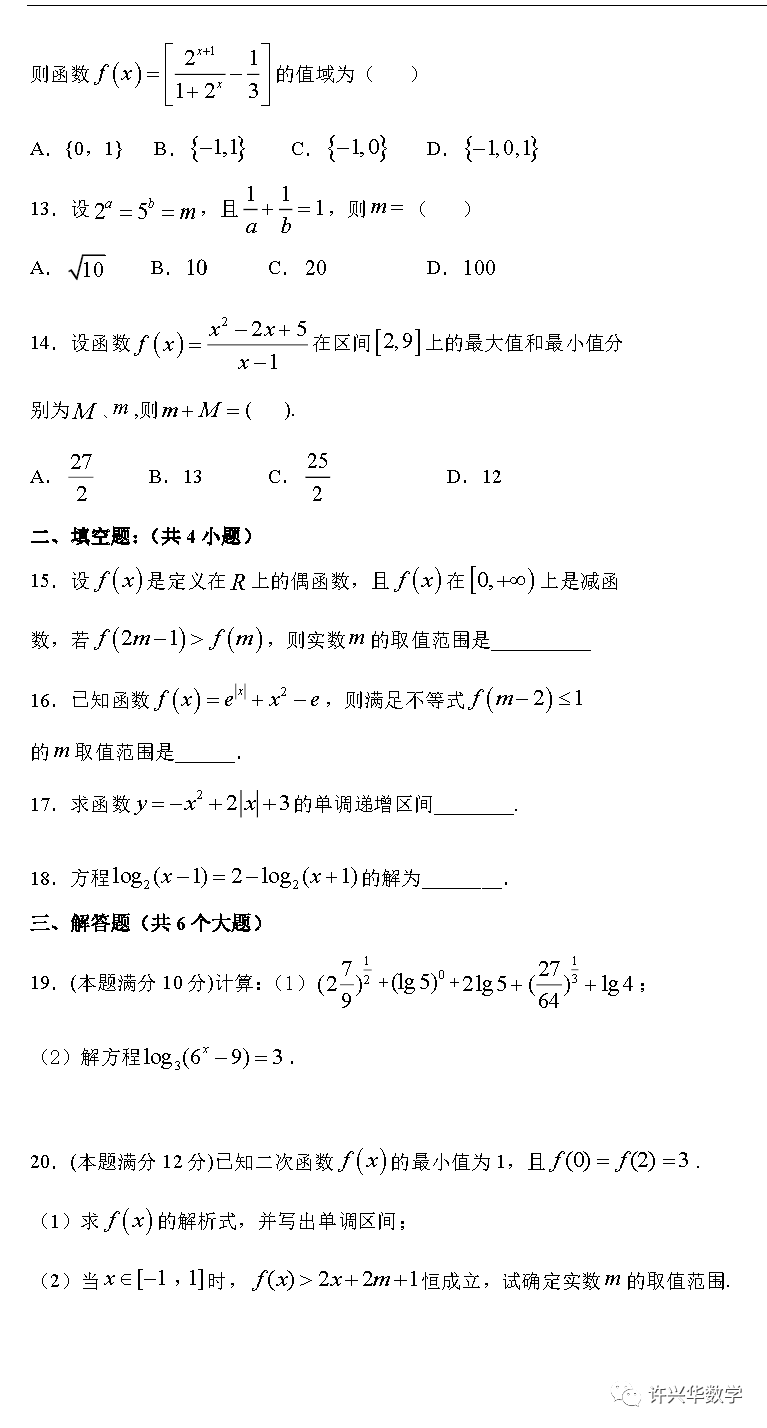 则函数 f(x)=[2^{x+1}/(1+2^x) − 1/3] 的值域为（　　）
A．{0，1}　B．{−1,1}　C．{−1,0}　D．{−1,0,1}
13．设 2^a = 5^b = m，且 1/a + 1/b = 1，则 m =（　　）
A．√10　B．10　C．20　D．100
14．设函数 f(x)=(x²−2x+5)/(x−1) 在区间 [2,9] 上的最大值和最小值分
别为 M 、m ,则 m+M =(　　).
A．27/2　B．13　C．25/2　D．12
二、填空题：（共 4 小题）
15．设 f(x) 是定义在 R 上的偶函数，且 f(x) 在 [0,+∞) 上是减函
数，若 f(2m−1)> f(m)，则实数 m 的取值范围是__________
16．已知函数 f(x)=e^{|x|}+x²−e，则满足不等式 f(m−2)≤1
的 m 取值范围是______．
17．求函数 y=−x²+2|x|+3 的单调递增区间________.
18．方程 log₂(x−1)=2−log₂(x+1) 的解为________．
三、解答题（共 6 个大题）
19．(本题满分 10 分)计算：（1）(2 7/9)^{1/2}+(lg5)^0+2lg5+(27/64)^{1/3}+lg4；
（2）解方程 log₃(6^x−9)=3．
20．(本题满分 12 分)已知二次函数 f(x) 的最小值为 1，且 f(0)= f(2)=3．
（1）求 f(x) 的解析式，并写出单调区间；
（2）当 x∈[−1，1] 时， f(x)>2x+2m+1 恒成立，试确定实数 m 的取值范围.
许兴华数学